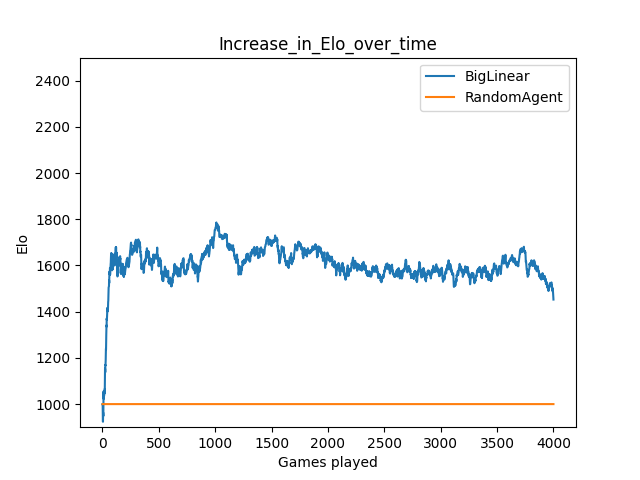 Increase_in_Elo_over_time
BigLinear
RandomAgent
Elo
2400
2200
2000
1800
1600
1400
1200
1000
0 500 1000 1500 2000 2500 3000 3500 4000
Games played